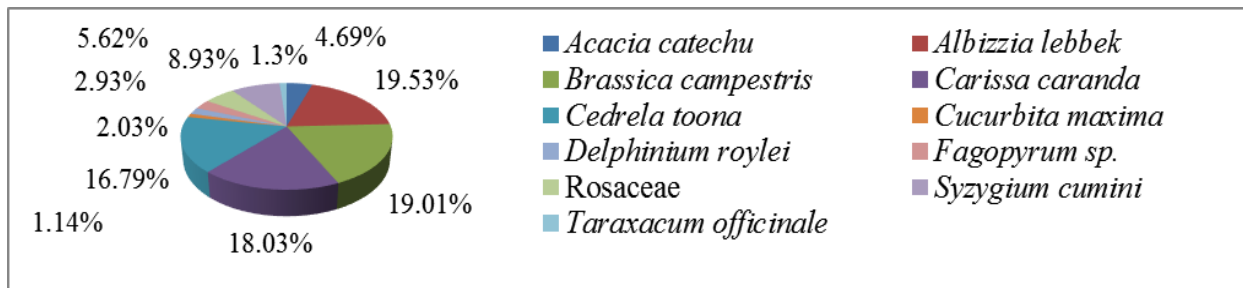 5.62%
8.93%
1.3%
4.69%
2.93%
19.53%
2.03%
16.79%
1.14%
18.03%
19.01%
Acacia catechu
Albizzia lebbek
Brassica campestris
Carissa caranda
Cedrela toona
Cucurbita maxima
Delphinium roylei
Fagopyrum sp.
Rosaceae
Syzygium cumini
Taraxacum officinale